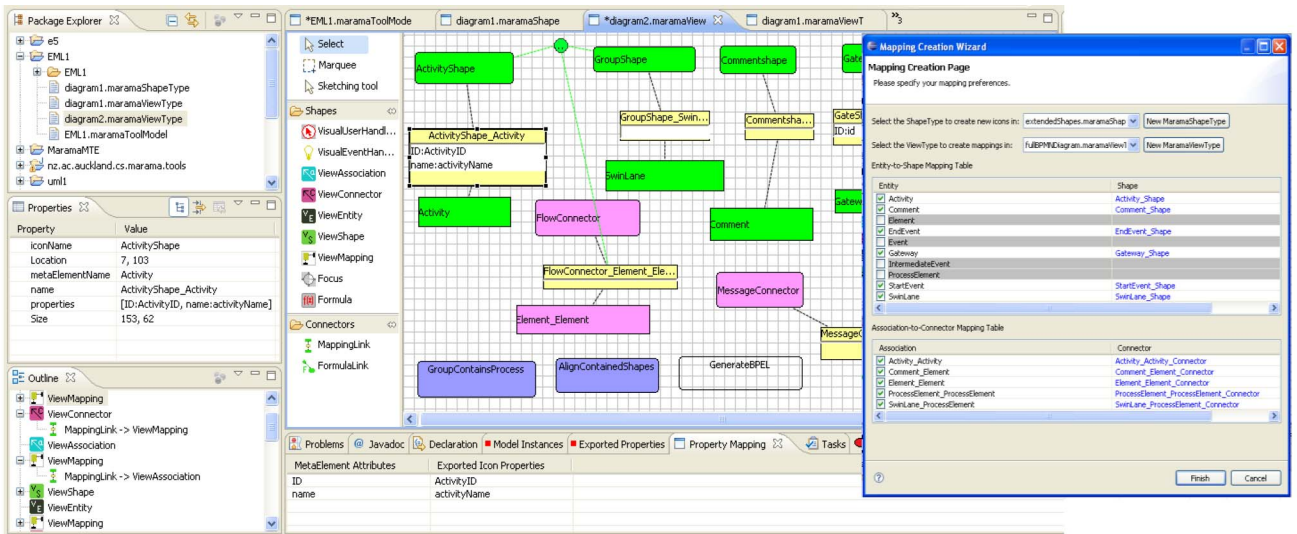 Package Explorer
e5
EML1
EML1
diagram1.maramaShapeType
diagram1.maramaViewType
diagram2.maramaViewType
EML1.maramaToolModel
MaramaMTE
nz.ac.auckland.cs.marama.tools
uml1
Properties
Property Value
iconName ActivityShape
Location 7, 103
metaElementName Activity
name ActivityShape_Activity
properties [ID:ActivityID, name:activityName]
Size 153, 62
Outline
ViewMapping
ViewConnector
MappingLink -> ViewMapping
ViewAssociation
ViewMapping
MappingLink -> ViewAssociation
ViewShape
ViewEntity
ViewMapping
*EML1.maramaToolMode diagram1.maramaShape *diagram2.maramaView diagram1.maramaViewT »3
Select
Marquee
Sketching tool
Shapes
VisualUserHandl...
VisualEventHan...
ViewAssociation
ViewConnector
ViewEntity
ViewShape
ViewMapping
Focus
Formula
Connectors
MappingLink
FormulaLink
ActivityShape
GroupShape
Commentshape
Gate
ActivityShape_Activity
ID:ActivityID
name:activityName
GroupShape_Swin...
Commentsha...
GateSh
ID:id
SwinLane
Activity
FlowConnector
Comment
Gatew
FlowConnector_Element_Ele...
MessageConnector
Element_Element
MessageC
GroupContainsProcess
AlignContainedShapes
GenerateBPEL
Problems Javadoc Declaration Model Instances Exported Properties Property Mapping Tasks
MetaElement Attributes Exported Icon Properties
ID ActivityID
name activityName
Mapping Creation Wizard
Mapping Creation Page
Please specify your mapping preferences.
Select the ShapeType to create new icons in: extendedShapes.maramaShap New MaramaShapeType
Select the ViewType to create mappings in: fullBPMNDiagram.maramaViewT New MaramaViewType
Entity-to-Shape Mapping Table
Entity Shape
Activity Activity_Shape
Comment Comment_Shape
Element
EndEvent EndEvent_Shape
Event
Gateway Gateway_Shape
IntermediateEvent
ProcessElement
StartEvent StartEvent_Shape
SwinLane SwinLane_Shape
Association-to-Connector Mapping Table
Association Connector
Activity_Activity Activity_Activity_Connector
Comment_Element Comment_Element_Connector
Element_Element Element_Element_Connector
ProcessElement_ProcessElement ProcessElement_ProcessElement_Connector
SwinLane_ProcessElement SwinLane_ProcessElement_Connector
Finish Cancel